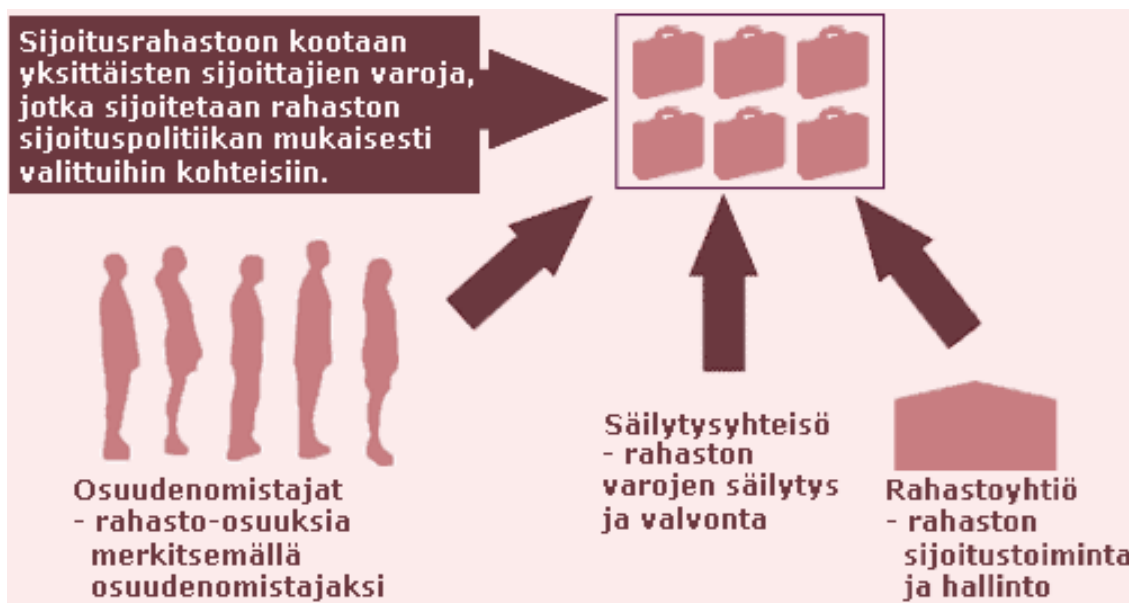 Sijoitusrahastoon kootaan
yksittäisten sijoittajien varoja,
jotka sijoitetaan rahaston
sijoituspolitiikan mukaisesti
valittuihin kohteisiin.
Osuudenomistajat
- rahasto-osuuksia
merkitsemällä
osuudenomistajaksi
Säilytysyhteisö
- rahaston
varojen säilytys
ja valvonta
Rahastoyhtiö
- rahaston
sijoitustoiminta
ja hallinto